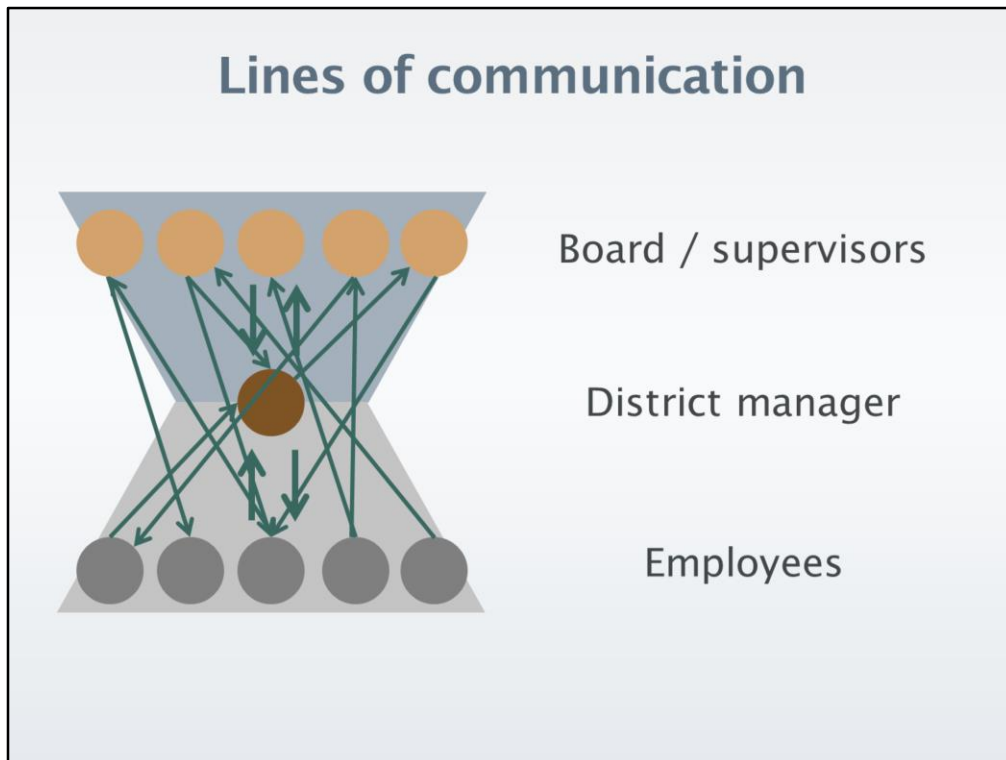 Lines of communication
Board / supervisors
District manager
Employees